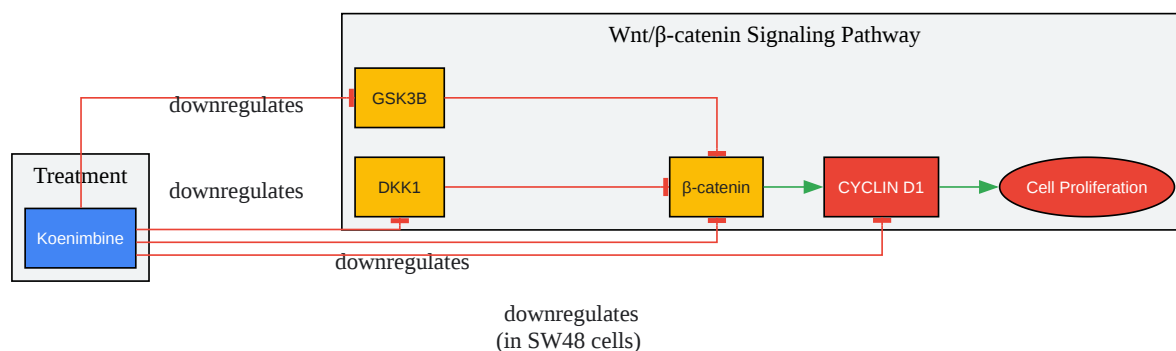 Wnt/β-catenin Signaling Pathway
GSK3B
downregulates
Treatment
downregulates
DKK1
β-catenin
CYCLIN D1
Cell Proliferation
Koenimbine
downregulates
downregulates
(in SW48 cells)